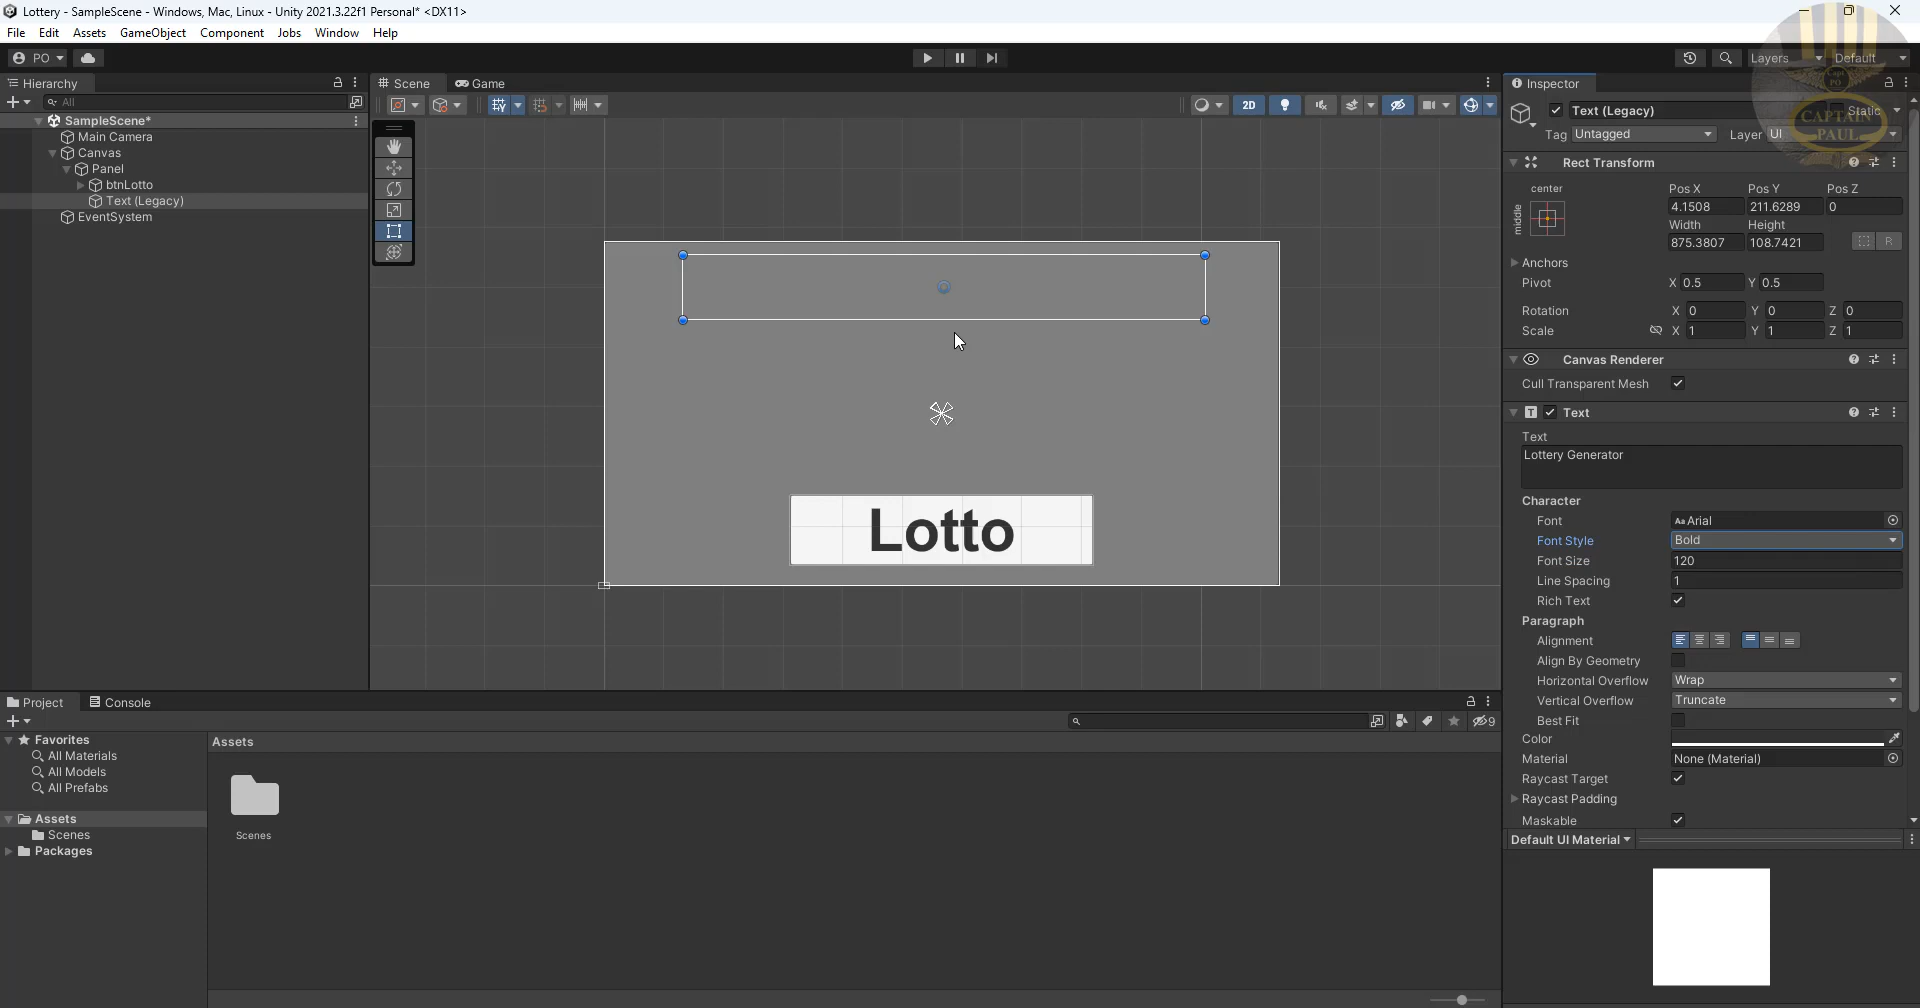 Lottery - SampleScene - Windows, Mac, Linux - Unity 2021.3.22f1 Personal* <DX11>
File Edit Assets GameObject Component Jobs Window Help
PO Layers Default
Hierarchy
All
SampleScene*
Main Camera
Canvas
Panel
btnLotto
Text (Legacy)
EventSystem
Scene Game
2D
Lotto
Inspector
Text (Legacy) Static
Tag Untagged Layer UI
Capt PO
CAPTAIN
PAUL
Rect Transform
center
middle
Pos X Pos Y Pos Z
4.1508 211.6289 0
Width Height
875.3807 108.7421 R
Anchors
Pivot X 0.5 Y 0.5
Rotation X 0 Y 0 Z 0
Scale X 1 Y 1 Z 1
Canvas Renderer
Cull Transparent Mesh
Text
Text
Lottery Generator
Character
Font Aa Arial
Font Style Bold
Font Size 120
Line Spacing 1
Rich Text
Paragraph
Alignment
Align By Geometry
Horizontal Overflow Wrap
Vertical Overflow Truncate
Best Fit
Color
Material None (Material)
Raycast Target
Raycast Padding
Maskable
Default UI Material
Project Console
9
Favorites
All Materials
All Models
All Prefabs
Assets
Scenes
Packages
Assets
Scenes